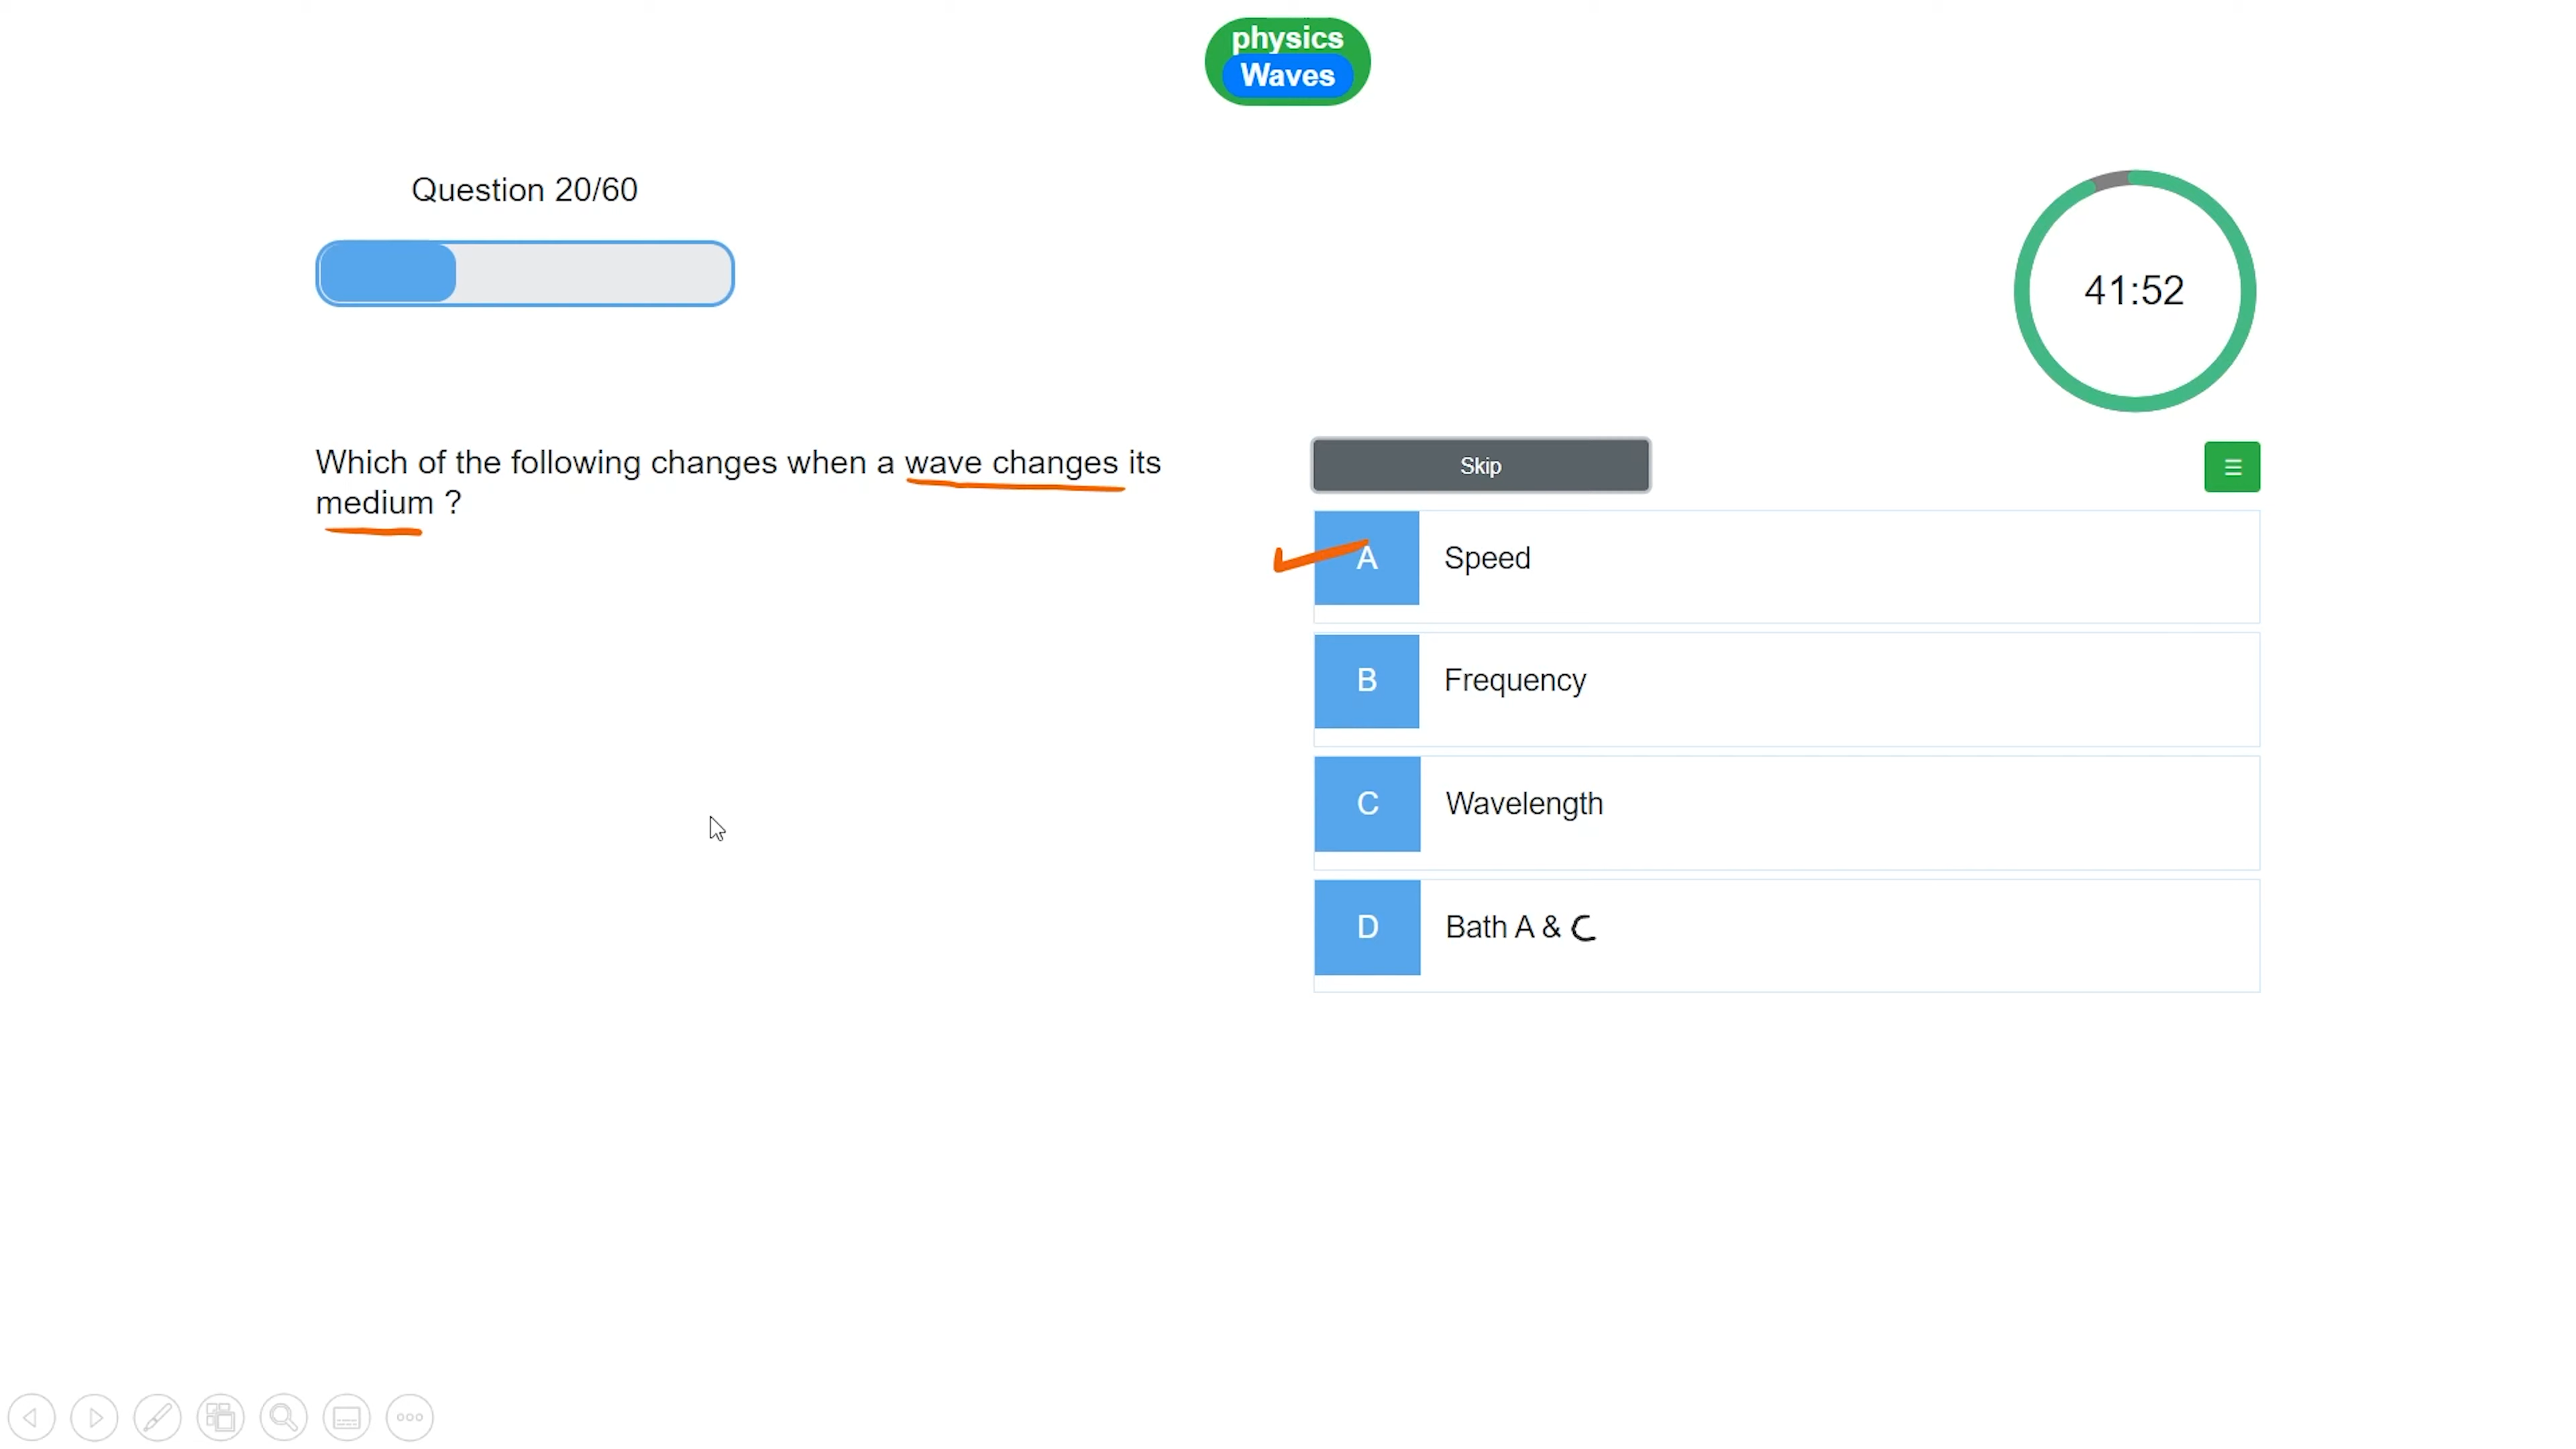 physics
Waves
Question 20/60
41:52
Which of the following changes when a wave changes its
medium ?
Skip
A Speed
B Frequency
C Wavelength
D Bath A & C